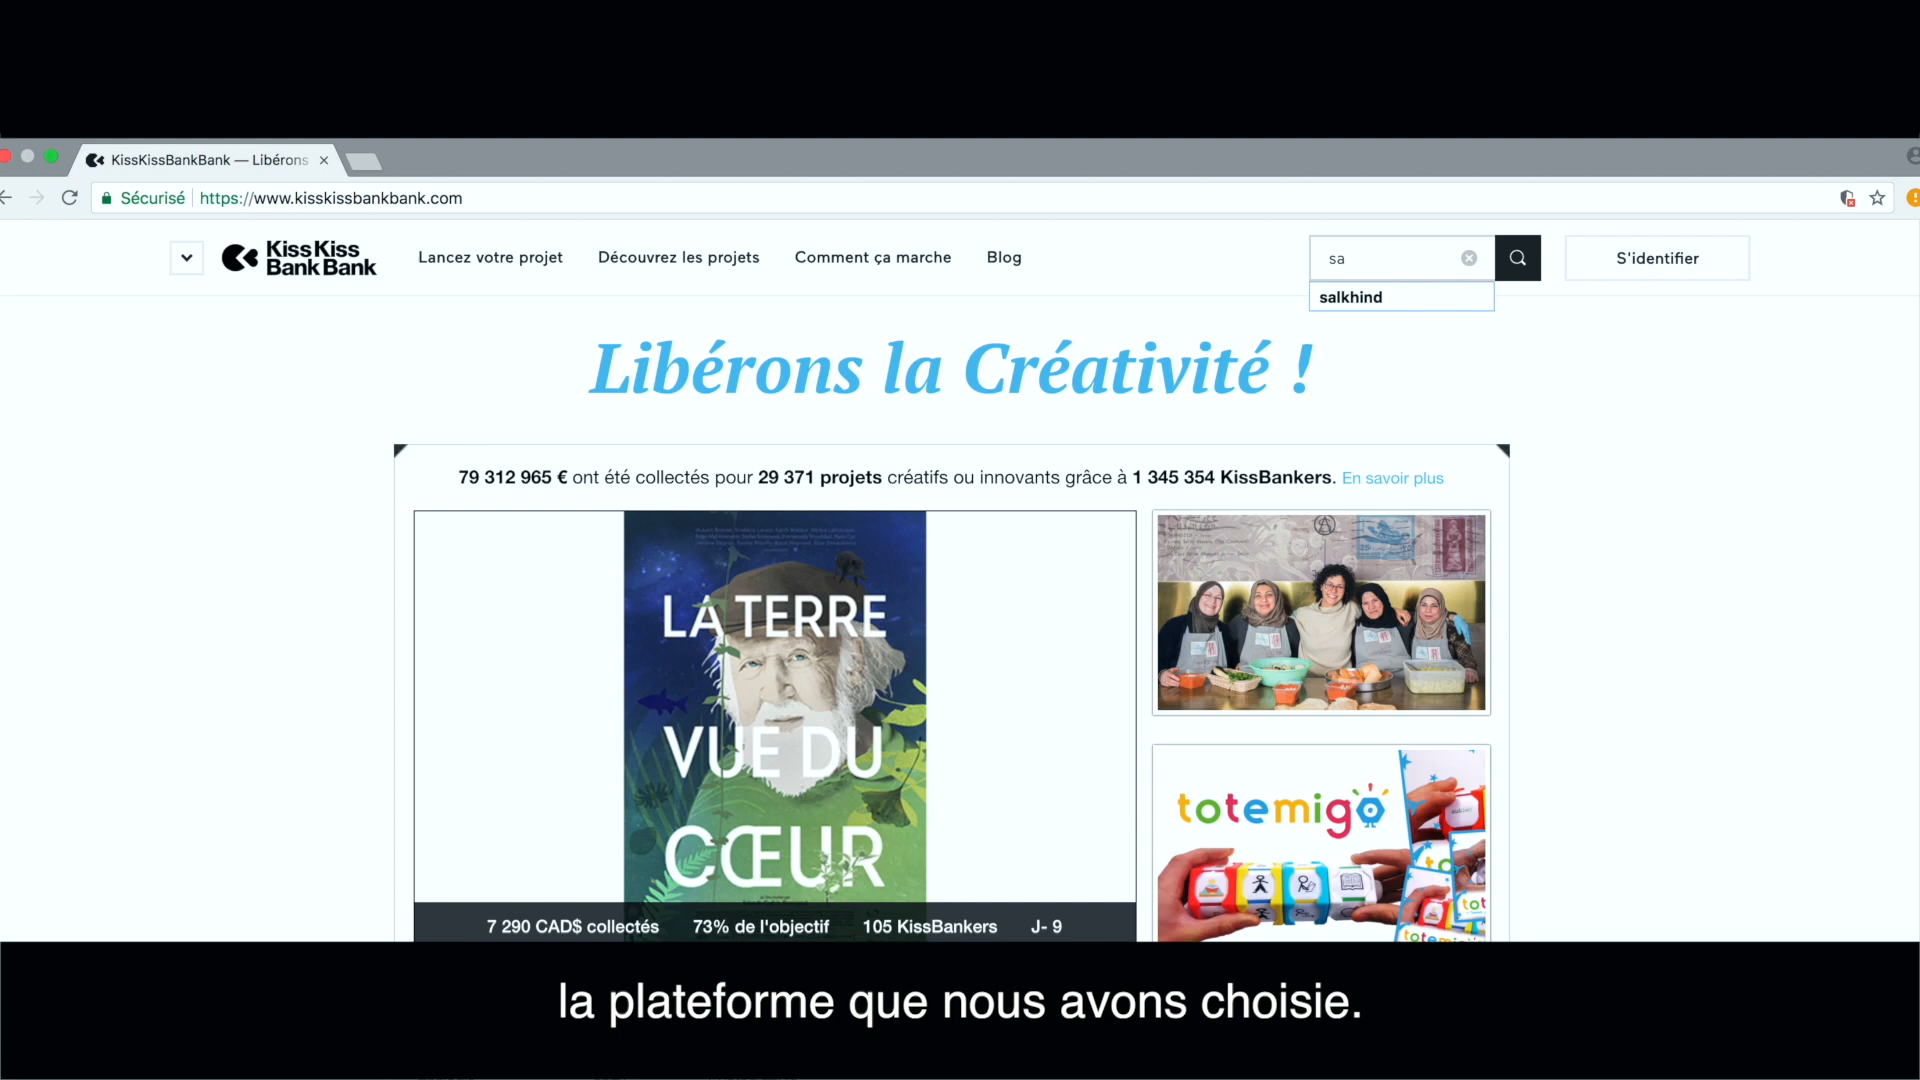 KissKissBankBank — Libérons
Sécurisé https://www.kisskissbankbank.com
KissKiss
BankBank
Lancez votre projet
Découvrez les projets
Comment ça marche
Blog
sa
S'identifier
salkhind
Libérons la Créativité !
79 312 965 € ont été collectés pour 29 371 projets créatifs ou innovants grâce à 1 345 354 KissBankers. En savoir plus
LA TERRE
VUE DU
CŒUR
7 290 CAD$ collectés
73% de l'objectif
105 KissBankers
J- 9
totemigo
la plateforme que nous avons choisie.